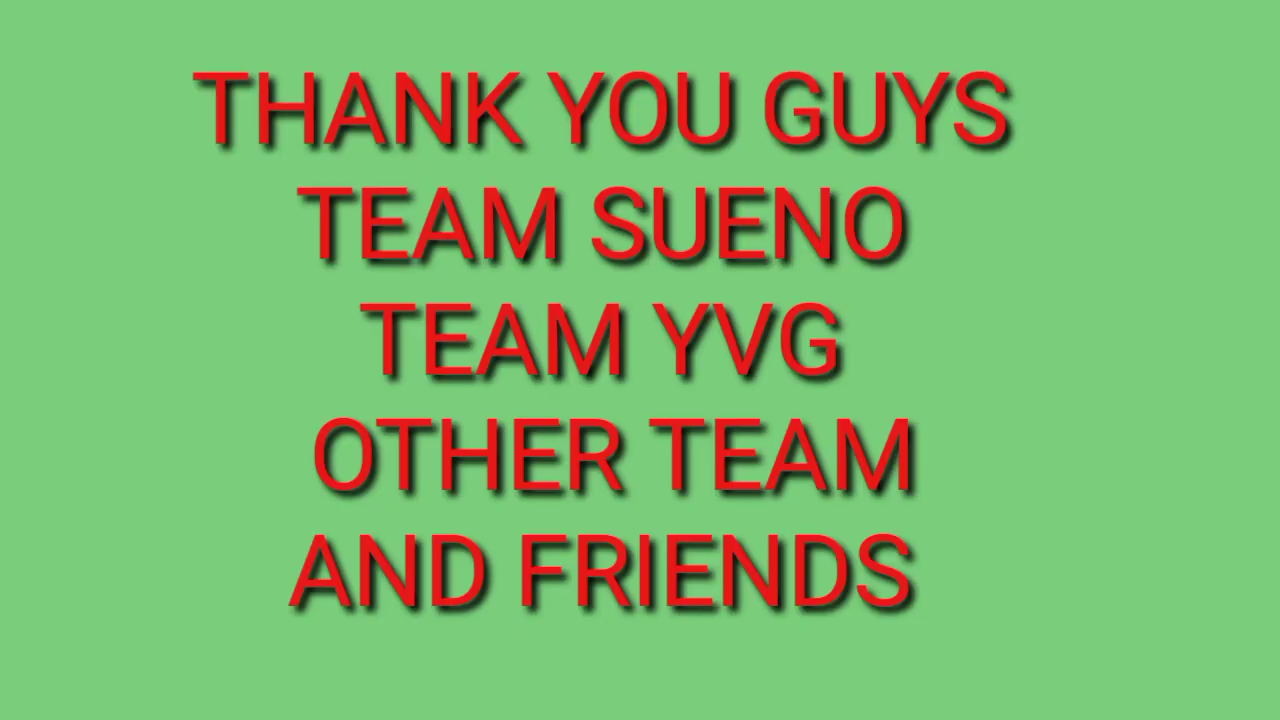 THANK YOU GUYS
TEAM SUENO
TEAM YVG
OTHER TEAM
AND FRIENDS